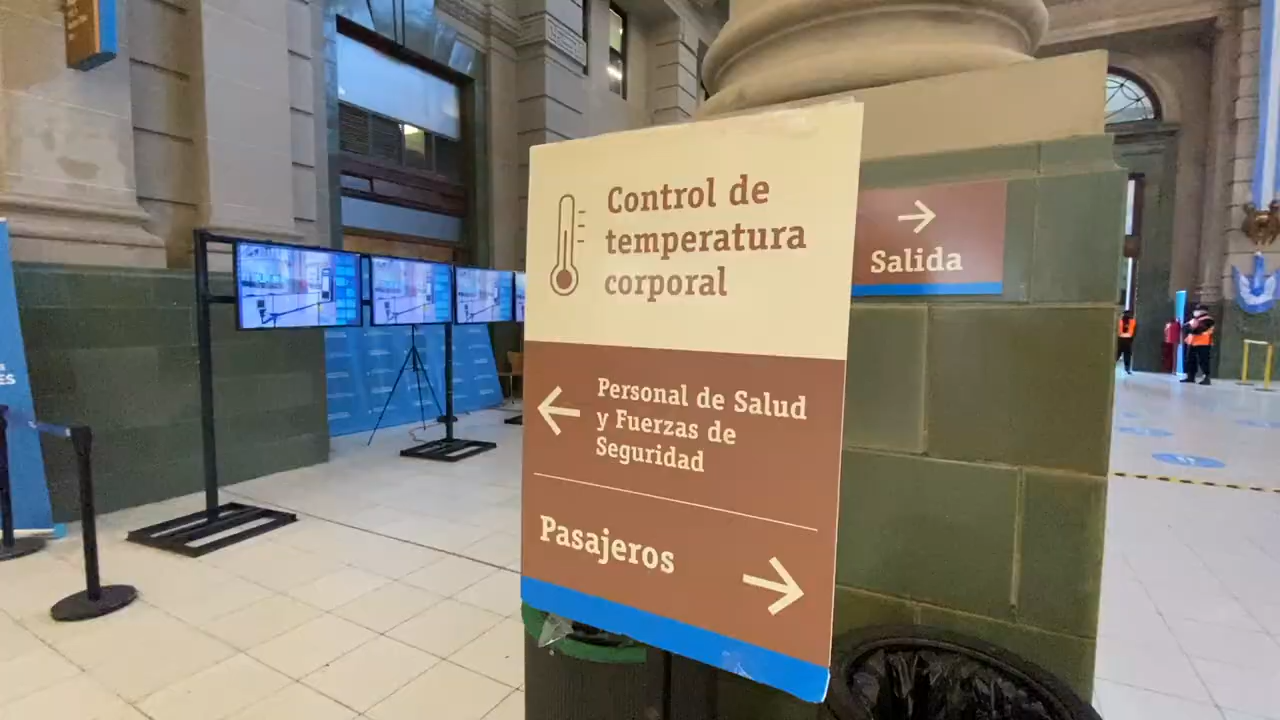 Control de
temperatura
corporal
Personal de Salud
y Fuerzas de
Seguridad
Pasajeros
Salida